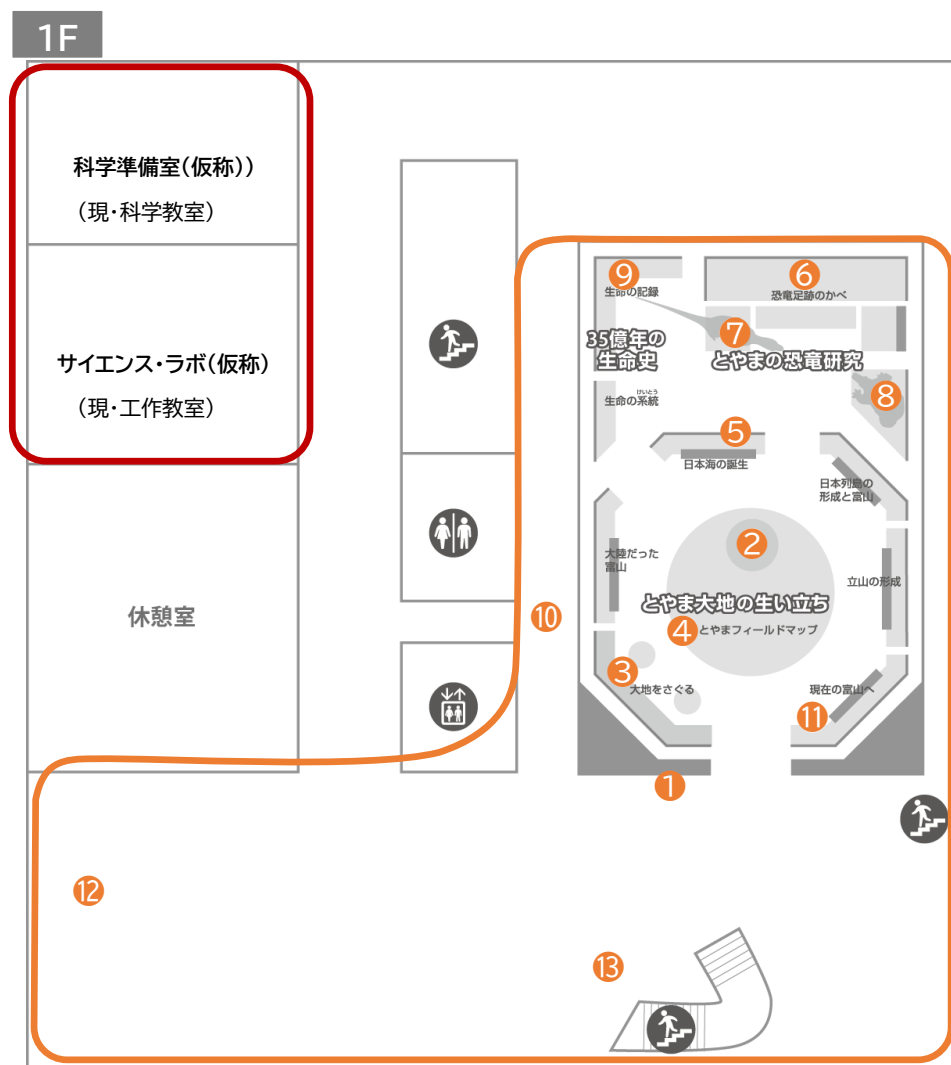 1F
科学準備室(仮称))
(現・科学教室)
サイエンス・ラボ(仮称)
(現・工作教室)
休憩室
9
生命の記録
6
恐竜足跡のかべ
35億年の
生命史
7
とやまの恐竜研究
けいとう
生命の系統
8
5
日本海の誕生
日本列島の
形成と富山
2
大陸だった
富山
立山の形成
とやま大地の生い立ち
4
とやまフィールドマップ
10
3
大地をさぐる
現在の富山へ
11
1
12
13